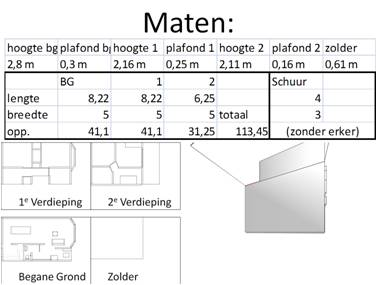 Maten:
hoogte bg plafond bg hoogte 1 plafond 1 hoogte 2 plafond 2 zolder
2,8 m 0,3 m 2,16 m 0,25 m 2,11 m 0,16 m 0,61 m
BG 1 2 Schuur
lengte 8,22 8,22 6,25 4
breedte 5 5 5 totaal 3
opp. 41,1 41,1 31,25 113,45 (zonder erker)
1e Verdieping 2e Verdieping
Begane Grond Zolder